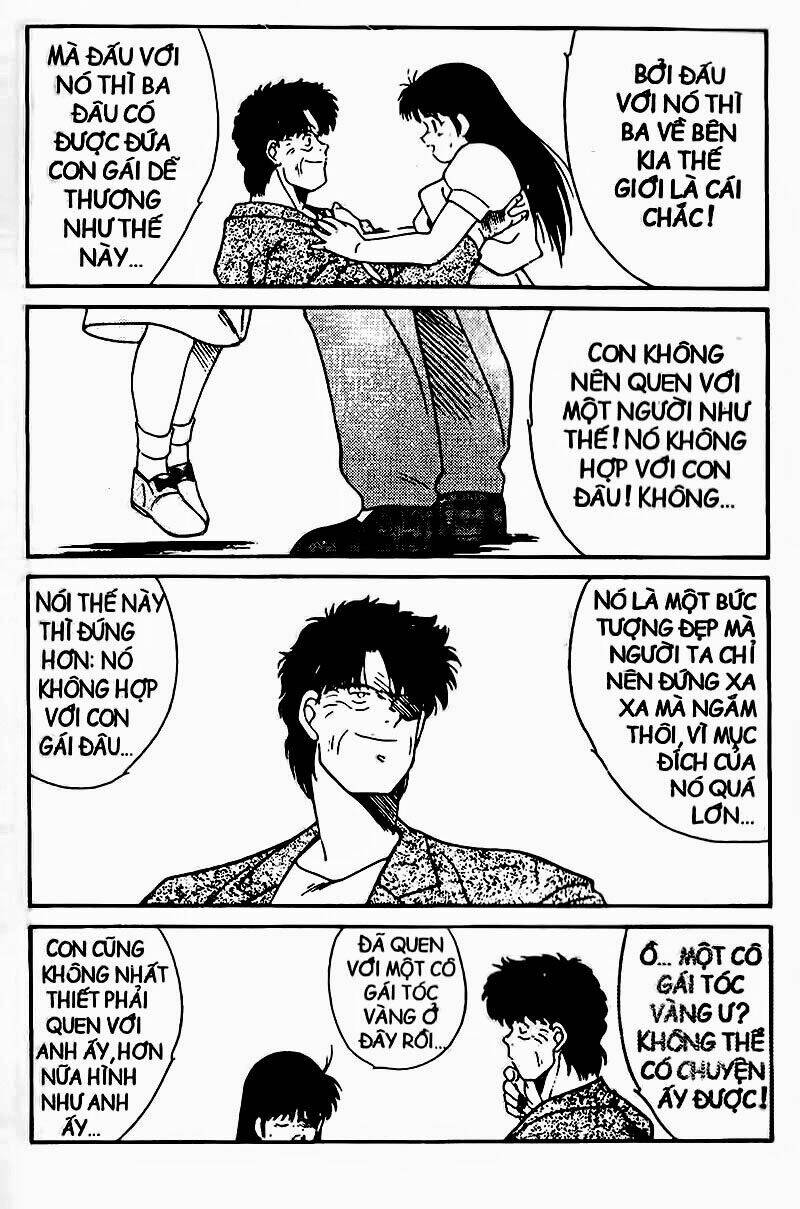 MÀ ĐẤU VỚI
NÓ THÌ BA
ĐÂU CÓ
ĐƯỢC ĐỨA
CON GÁI DỄ
THƯƠNG
NHƯ THẾ
NÀY...
BỞI ĐẤU
VỚI NÓ THÌ
BA VỀ BÊN
KIA THẾ
GIỚI LÀ CÁI
CHẮC!
CON KHÔNG
NÊN QUEN VỚI
MỘT NGƯỜI NHƯ
THẾ! NÓ KHÔNG
HỢP VỚI CON
ĐÂU! KHÔNG...
NÓI THẾ NÀY
THÌ ĐÚNG
HƠN: NÓ
KHÔNG HỢP
VỚI CON
GÁI ĐÂU...
NÓ LÀ MỘT BỨC
TƯỢNG ĐẸP MÀ
NGƯỜI TA CHỈ
NÊN ĐỨNG XA
XA MÀ NGẮM
THÔI, VÌ MỤC
ĐÍCH CỦA
NÓ QUÁ
LỚN...
CON CŨNG
KHÔNG NHẤT
THIẾT PHẢI
QUEN VỚI
ANH ẤY, HƠN
NỮA HÌNH
NHƯ ANH
ẤY...
ĐÃ QUEN
VỚI MỘT CÔ
GÁI TÓC
VÀNG Ở
ĐÂY RỒI...
Ồ... MỘT CÔ
GÁI TÓC
VÀNG Ư?
KHÔNG THỂ
CÓ CHUYỆN
ẤY ĐƯỢC!